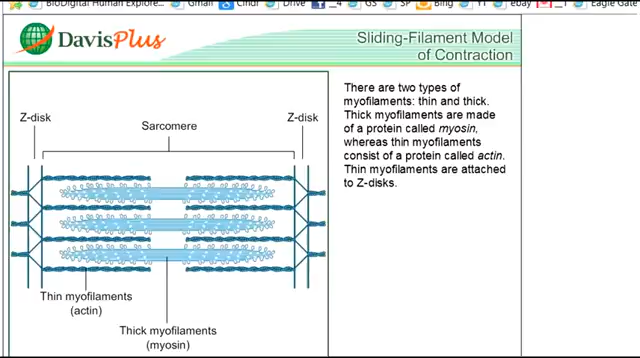 BioDigital Human Explore...
Gmail
Cindr
Drive
_4
GS
SP
Bing
YT
ebay
_1
Eagle Gate
DavisPlus
Sliding-Filament Model
of Contraction
There are two types of
myofilaments: thin and thick.
Thick myofilaments are made
of a protein called myosin,
whereas thin myofilaments
consist of a protein called actin.
Thin myofilaments are attached
to Z-disks.
Z-disk
Sarcomere
Z-disk
Thin myofilaments
(actin)
Thick myofilaments
(myosin)